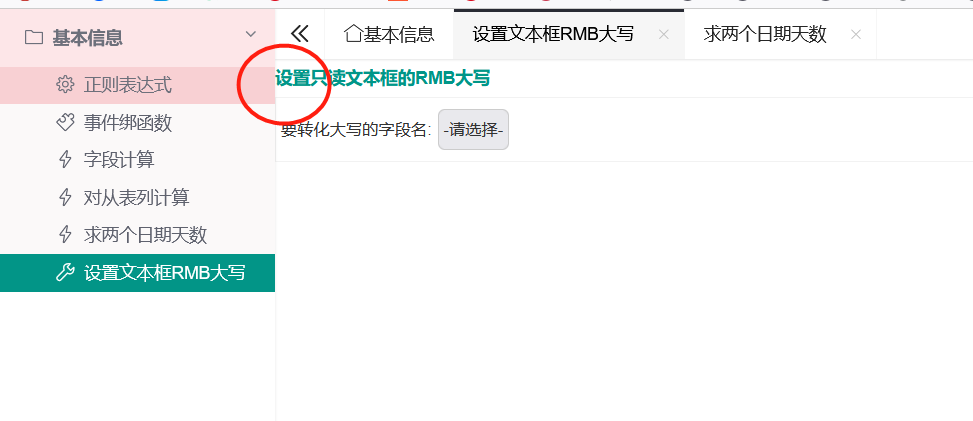 基本信息
正则表达式
事件绑函数
字段计算
对从表列计算
求两个日期天数
设置文本框RMB大写
基本信息 设置文本框RMB大写 求两个日期天数
设置只读文本框的RMB大写
要转化大写的字段名: -请选择-